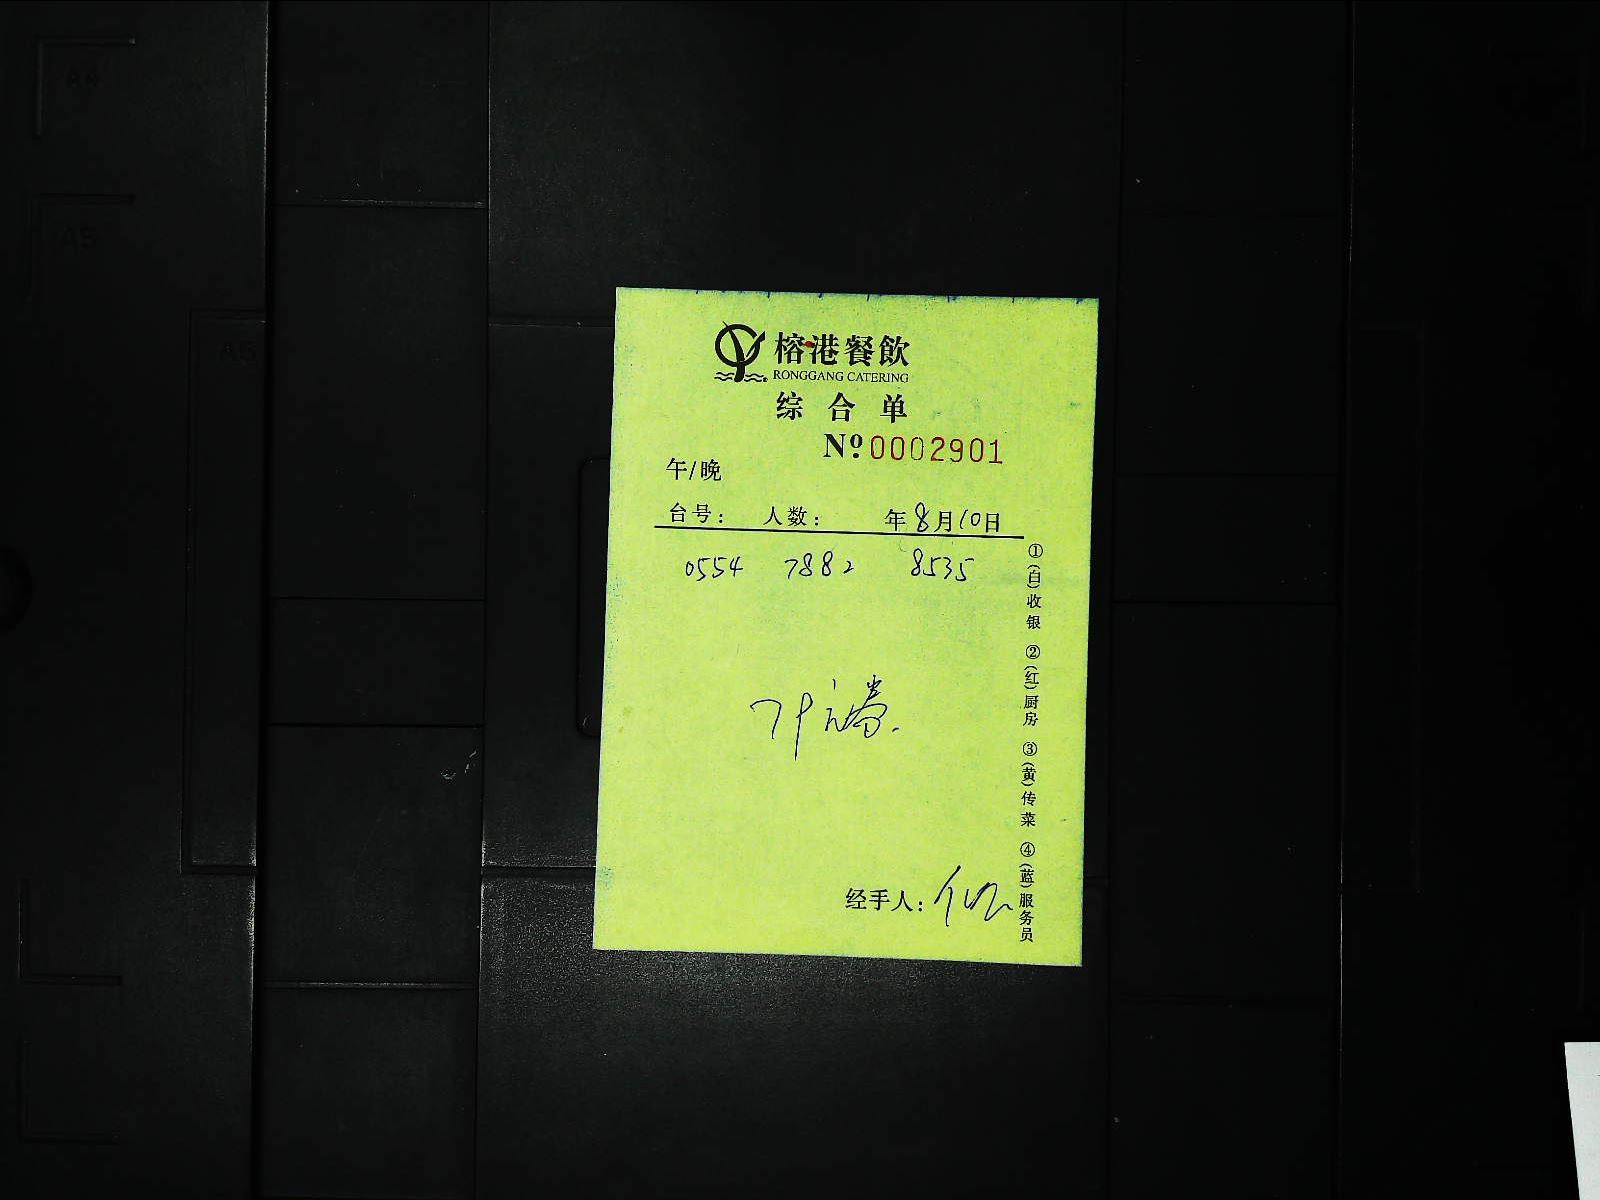 榕港餐飲
RONGGANG CATERING
综合单
№0002901
午/晚
台号： 人数： 年8月10日
0554 7882 8535
经手人：
①(白)收银 ②(红)厨房 ③(黄)传菜 ④(蓝)服务员
A5
A5